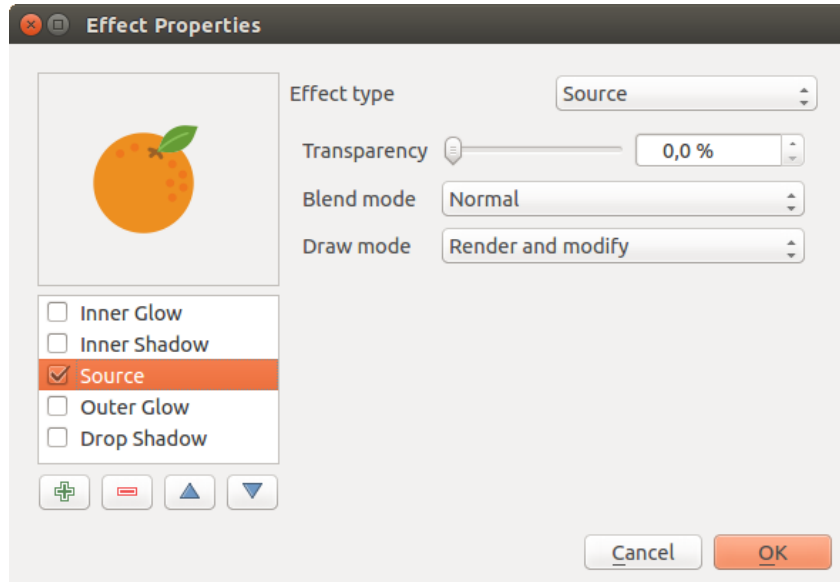 Effect Properties
Effect type
Source
Transparency
0,0 %
Blend mode
Normal
Draw mode
Render and modify
Inner Glow
Inner Shadow
Source
Outer Glow
Drop Shadow
Cancel
OK